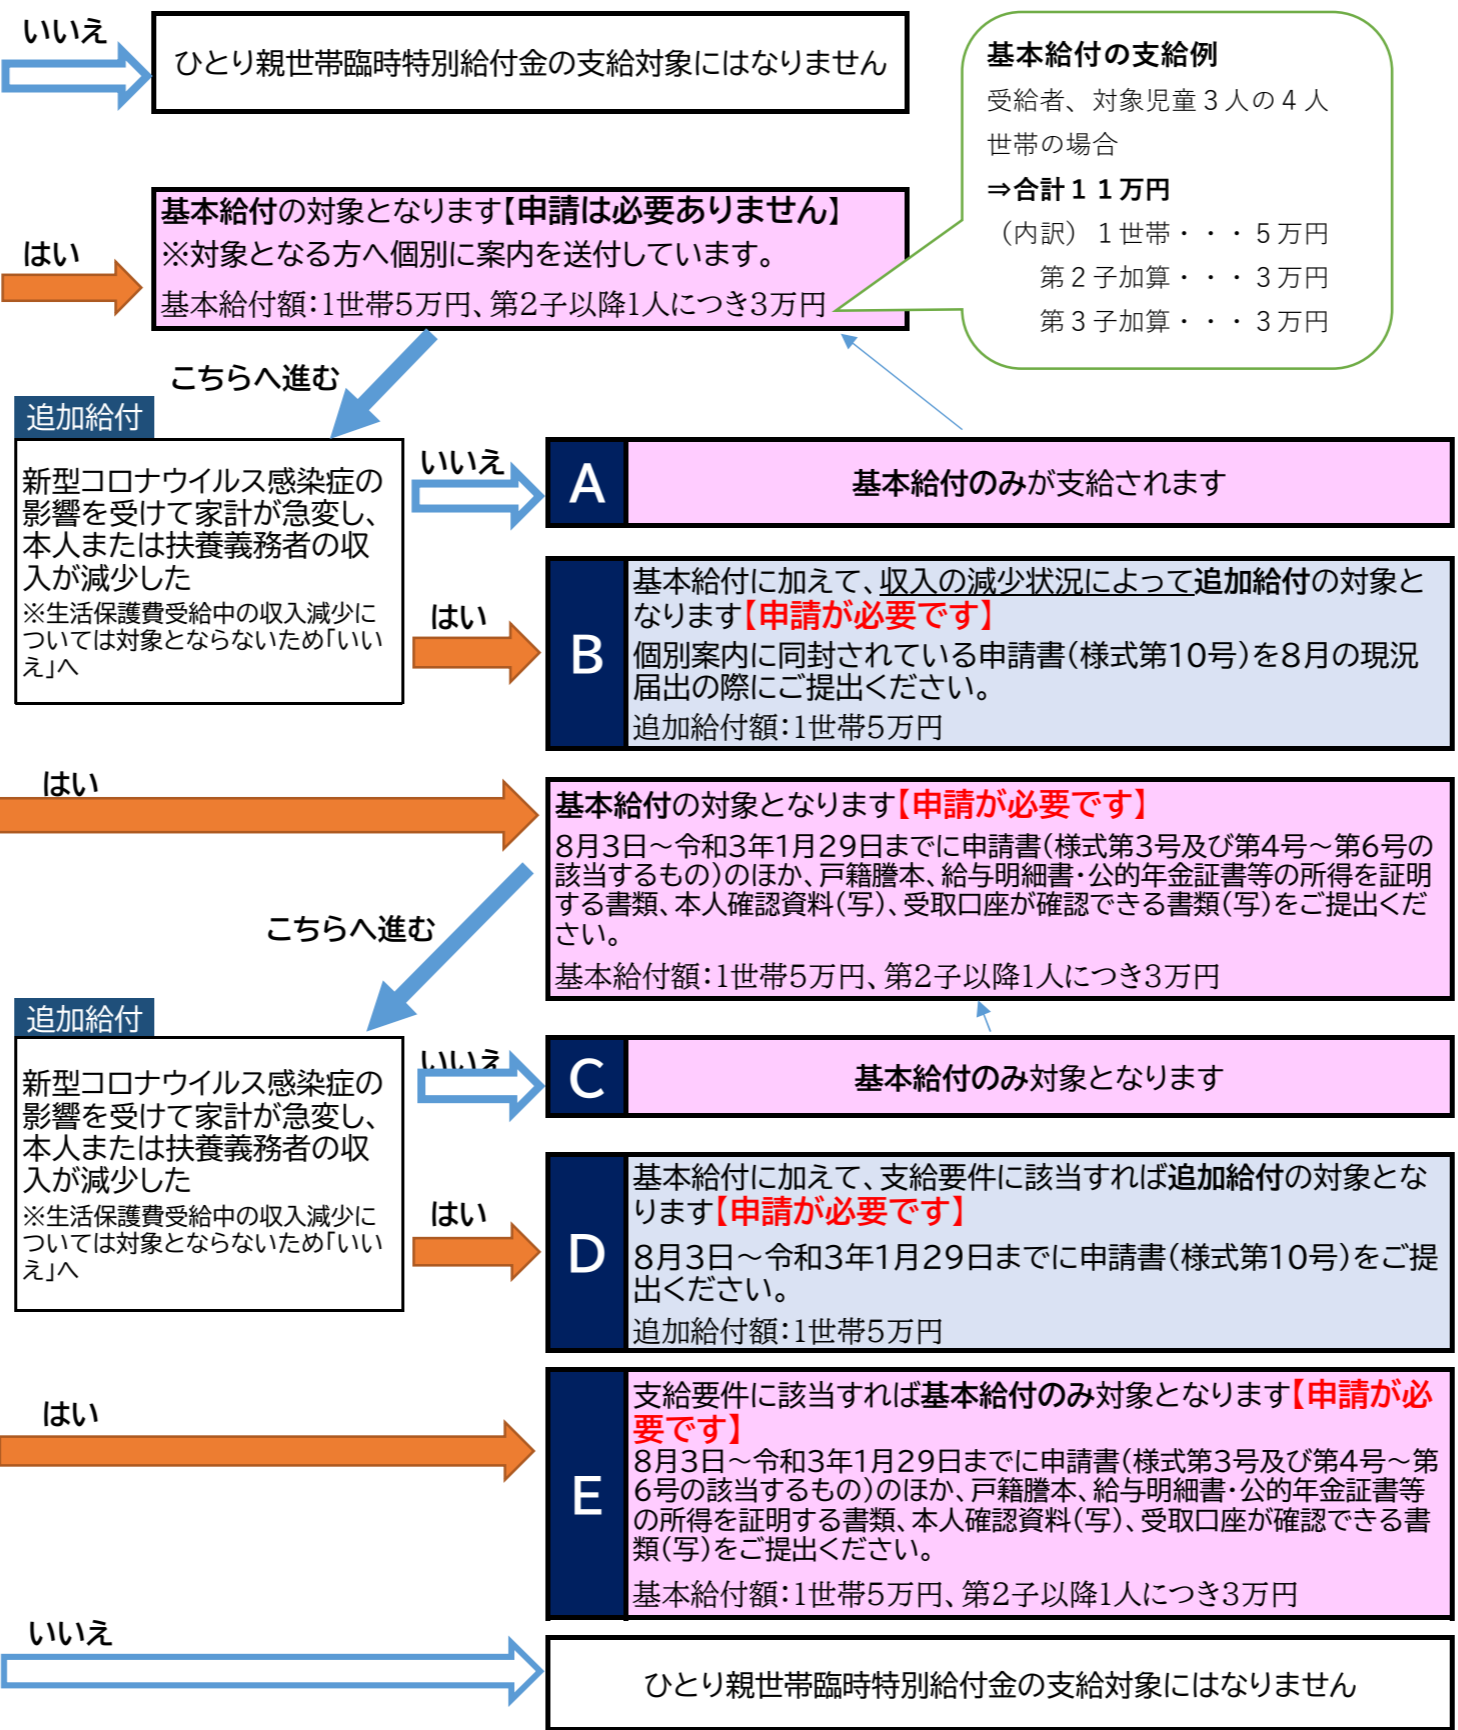 いいえ
ひとり親世帯臨時特別給付金の支給対象にはなりません
基本給付の支給例
受給者、対象児童３人の４人
世帯の場合
⇒合計１１万円
（内訳）１世帯・・・５万円
第２子加算・・・３万円
第３子加算・・・３万円
はい
基本給付の対象となります【申請は必要ありません】
※対象となる方へ個別に案内を送付しています。
基本給付額：1世帯5万円、第2子以降1人につき3万円
こちらへ進む
追加給付
新型コロナウイルス感染症の
影響を受けて家計が急変し、
本人または扶養義務者の収
入が減少した
※生活保護費受給中の収入減少に
ついては対象とならないため「いい
え」へ
いいえ
A
基本給付のみが支給されます
はい
B
基本給付に加えて、収入の減少状況によって追加給付の対象と
なります【申請が必要です】
個別案内に同封されている申請書（様式第10号）を8月の現況
届出の際にご提出ください。
追加給付額：1世帯5万円
はい
基本給付の対象となります【申請が必要です】
8月3日～令和3年1月29日までに申請書（様式第3号及び第4号～第6号の
該当するもの）のほか、戸籍謄本、給与明細書・公的年金証書等の所得を証明
する書類、本人確認資料（写）、受取口座が確認できる書類（写）をご提出くだ
さい。
基本給付額：1世帯5万円、第2子以降1人につき3万円
こちらへ進む
追加給付
新型コロナウイルス感染症の
影響を受けて家計が急変し、
本人または扶養義務者の収
入が減少した
※生活保護費受給中の収入減少に
ついては対象とならないため「いい
え」へ
いいえ
C
基本給付のみ対象となります
はい
D
基本給付に加えて、支給要件に該当すれば追加給付の対象とな
ります【申請が必要です】
8月3日～令和3年1月29日までに申請書（様式第10号）をご提
出ください。
追加給付額：1世帯5万円
はい
E
支給要件に該当すれば基本給付のみ対象となります【申請が必
要です】
8月3日～令和3年1月29日までに申請書（様式第3号及び第4号～第
6号の該当するもの）のほか、戸籍謄本、給与明細書・公的年金証書等
の所得を証明する書類、本人確認資料（写）、受取口座が確認できる書
類（写）をご提出ください。
基本給付額：1世帯5万円、第2子以降1人につき3万円
いいえ
ひとり親世帯臨時特別給付金の支給対象にはなりません